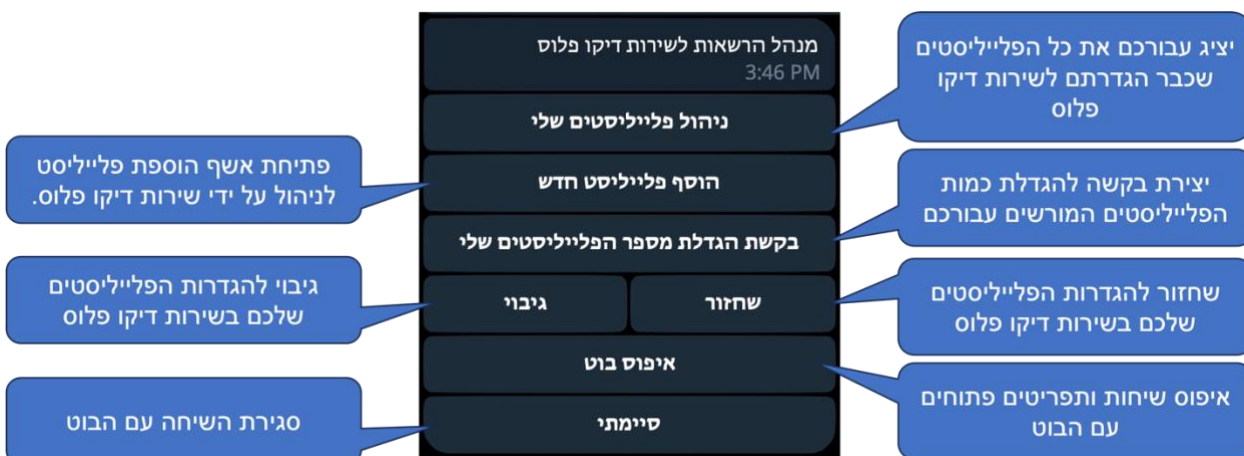 מנהל הרשאות לשירות דיקו פלוס
3:46 PM
ניהול פלייליסטים שלי
הוסף פלייליסט חדש
בקשת הגדלת מספר הפלייליסטים שלי
שחזור
גיבוי
איפוס בוט
סיימתי
יציג עבורכם את כל הפלייליסטים
שכבר הגדרתם לשירות דיקו
פלוס
יצירת בקשה להגדלת כמות
הפלייליסטים המורשים עבורכם
שחזור להגדרות הפלייליסטים
שלכם בשירות דיקו פלוס
איפוס שיחות ותפריטים פתוחים
עם הבוט
פתיחת אשף הוספת פלייליסט
לניהול על ידי שירות דיקו פלוס.
גיבוי להגדרות הפלייליסטים
שלכם בשירות דיקו פלוס
סגירת השיחה עם הבוט